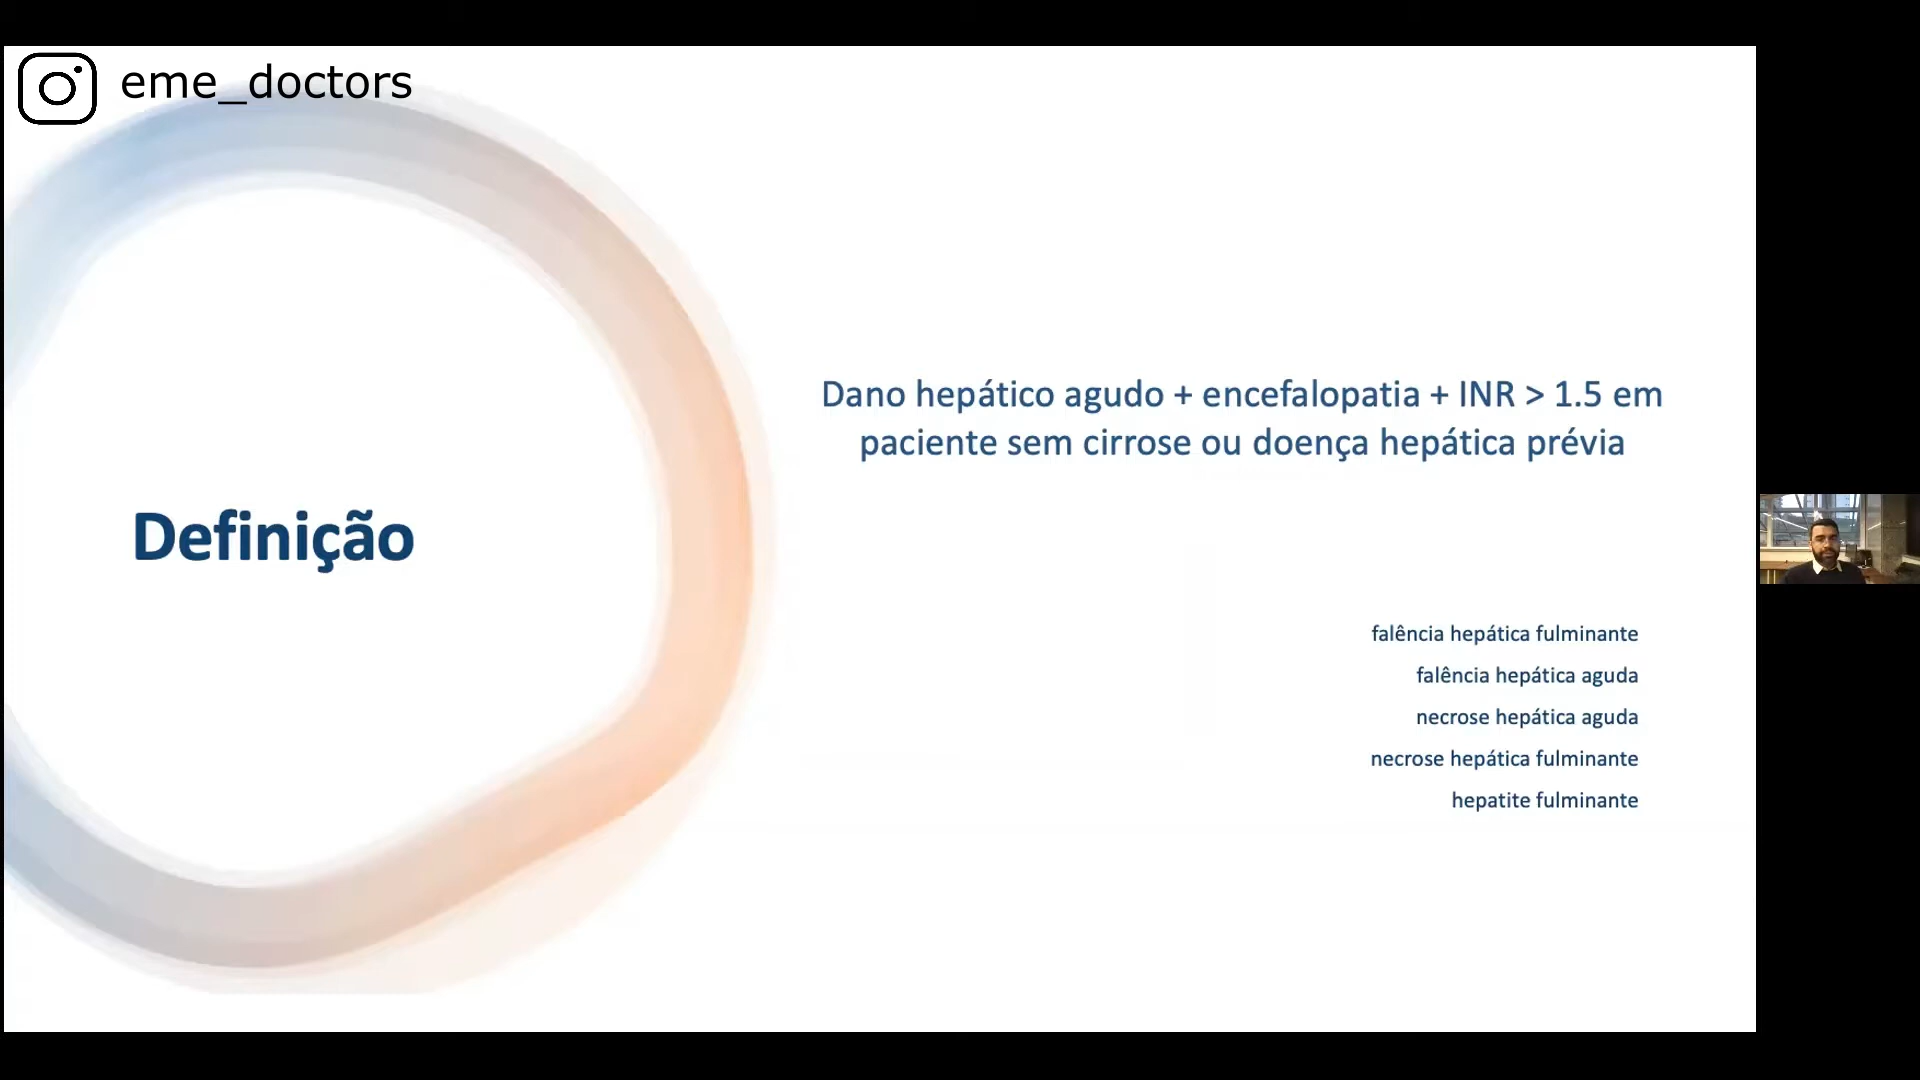 eme_doctors
Definição
Dano hepático agudo + encefalopatia + INR > 1.5 em
paciente sem cirrose ou doença hepática prévia
falência hepática fulminante
falência hepática aguda
necrose hepática aguda
necrose hepática fulminante
hepatite fulminante